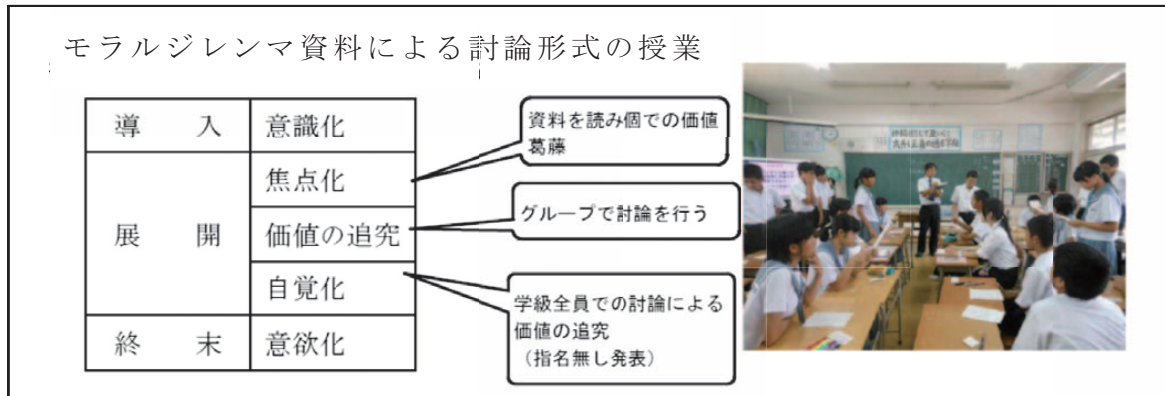 モラルジレンマ資料による討論形式の授業
導入 意識化
展開 焦点化
価値の追究
自覚化
終末 意欲化
資料を読み個での価値
葛藤
グループで討論を行う
学級全員での討論による
価値の追究
（指名無し発表）